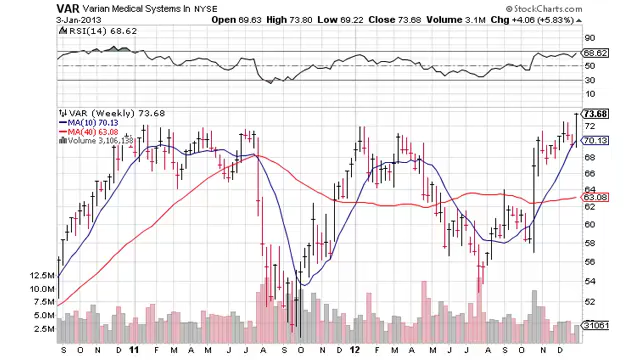 VAR Varian Medical Systems In NYSE © StockCharts.com
3-Jan-2013 Open 69.63 High 73.80 Low 69.22 Close 73.68 Volume 3.1M Chg +4.06 (+5.83%)
RSI(14) 68.62
90
68.62
50
30
10
VAR (Weekly) 73.68
MA(10) 70.13
MA(40) 63.08
Volume 3,106,138
73.68
72
70.13
68
66
64
63.08
62
60
58
56
54
52
50
12.5M
10.0M
7.5M
5.0M
2.5M
31061
S O N D 11 F M A M J J A S O N D 12 F M A M J J A S O N D